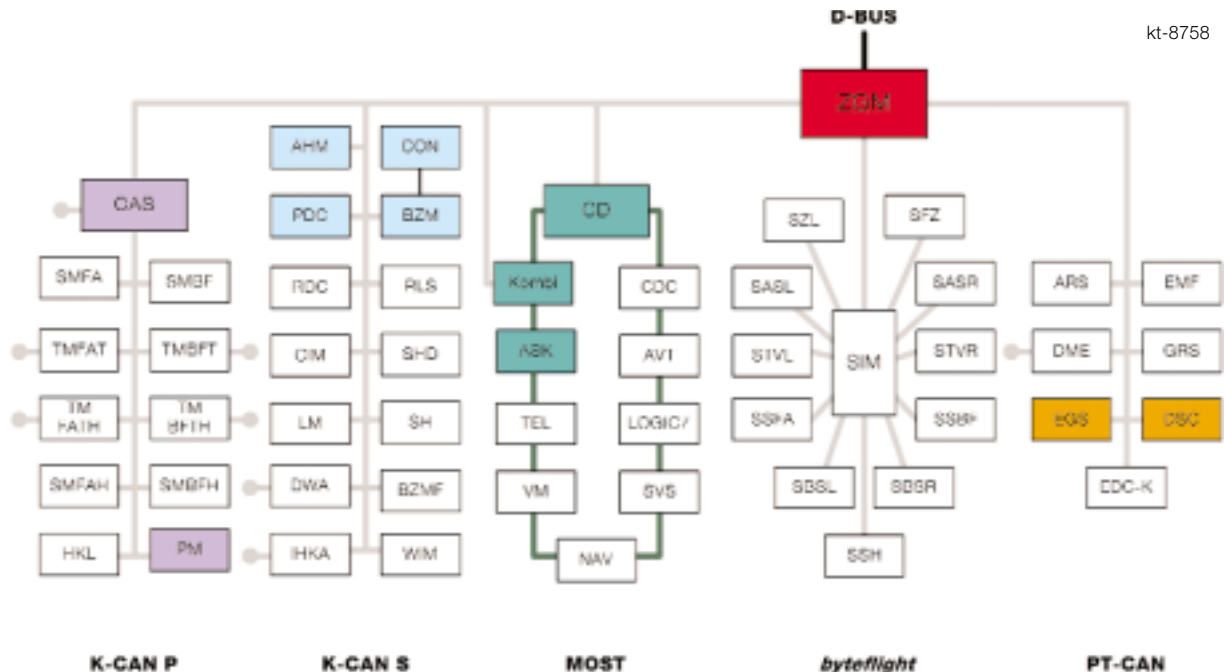 D-BUS
kt-8758
ZGM
AHM
CON
CAS
PDC
BZM
CD
SZL
SFZ
SMFA
SMBF
RDC
RLS
Kombi
CDC
SASL
SASR
ARS
EMF
TMFAT
TMBFT
CIM
SHD
ASK
AVT
STVL
SIM
STVR
DME
GRS
TM
FATH
TM
BFTH
LM
SH
TEL
LOGIC7
SSFA
SSBF
EGS
DSC
SMFAH
SMBFH
DWA
BZMF
VM
SVS
SBSL
SBSR
EDC-K
HKL
PM
IHKA
WIM
NAV
SSH
K-CAN P
K-CAN S
MOST
byteflight
PT-CAN